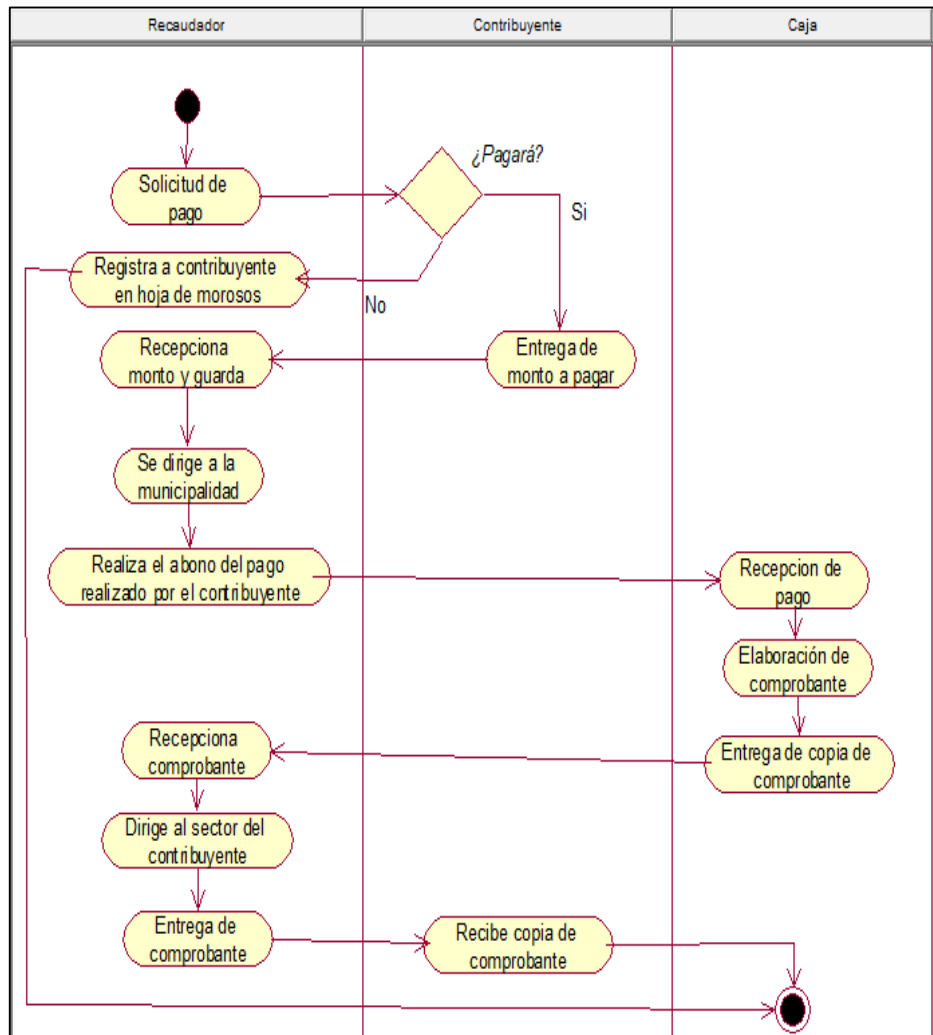 Recaudador
Contribuyente
Caja
¿Pagará?
Solicitud de
pago
Si
Registra a contribuyente
en hoja de morosos
No
Recepciona
monto y guarda
Entrega de
monto a pagar
Se dirige a la
municipalidad
Realiza el abono del pago
realizado por el contribuyente
Recepcion de
pago
Elaboración de
comprobante
Recepciona
comprobante
Entrega de copia de
comprobante
Dirige al sector del
contribuyente
Entrega de
comprobante
Recibe copia de
comprobante